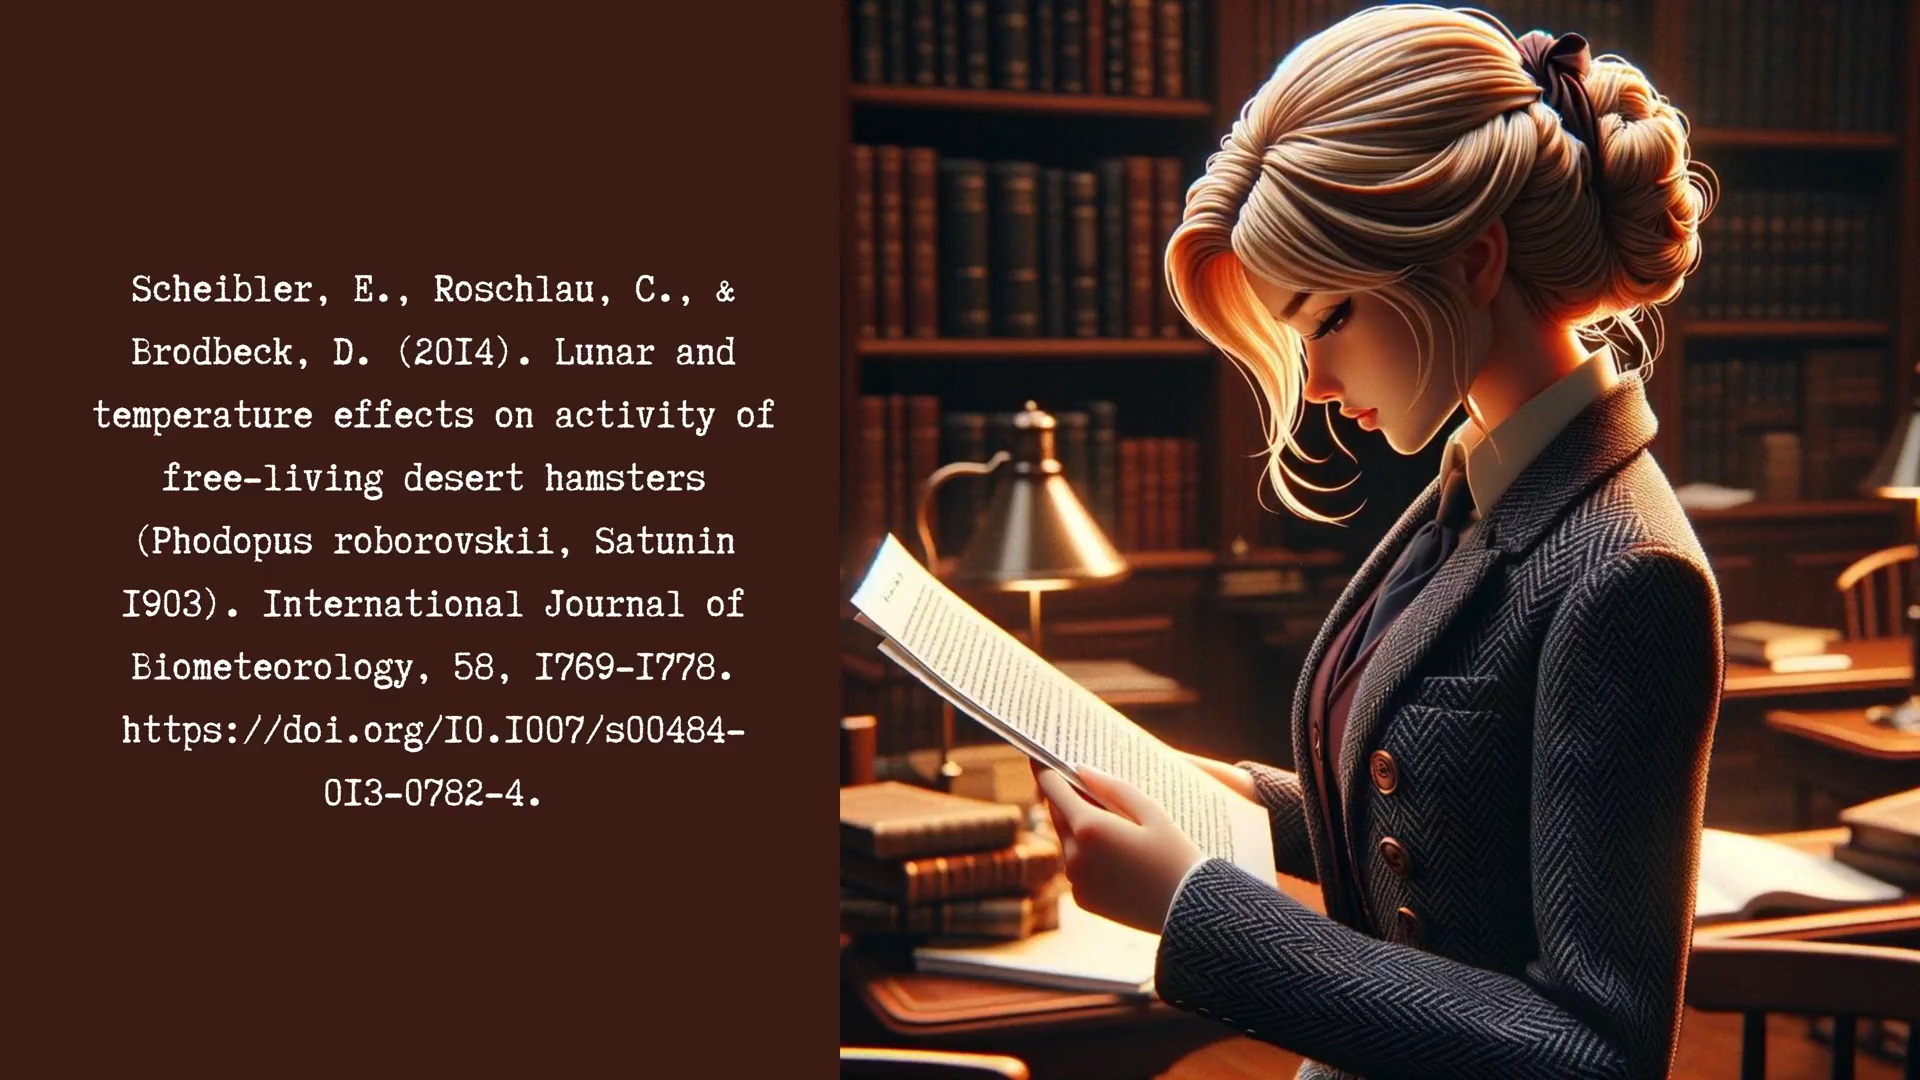 Scheibler, E., Roschlau, C., &
Brodbeck, D. (2014). Lunar and
temperature effects on activity of
free-living desert hamsters
(Phodopus roborovskii, Satunin
1903). International Journal of
Biometeorology, 58, 1769-1778.
https://doi.org/10.1007/s00484-
013-0782-4.